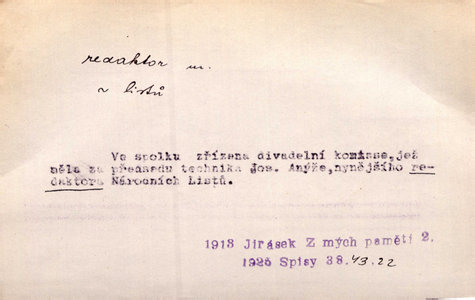 redaktor m.
z listů
Ve spolku zřízena divadelní komisse, jež
měla za předsedu technika Jos. Anýže, nynějšího re-
daktora Národních Listů.
1913 Jirásek Z mých pamětí 2.
1926 Spisy 38.43.22